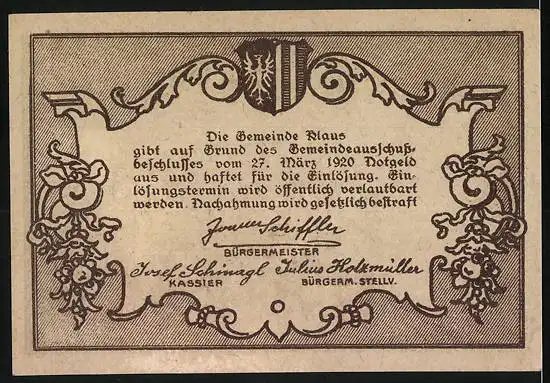 Die Gemeinde Klaus
gibt auf Grund des Gemeindeausschuß-
beschlusses vom 27. März 1920 Notgeld
aus und haftet für die Einlösung. Ein-
lösungstermin wird öffentlich verlautbart
werden. Nachahmung wird gesetzlich bestraft
Schiffler
BÜRGERMEISTER
Josef Schinagl Julius Holzmüller
KASSIER BÜRGERM. STELLV.